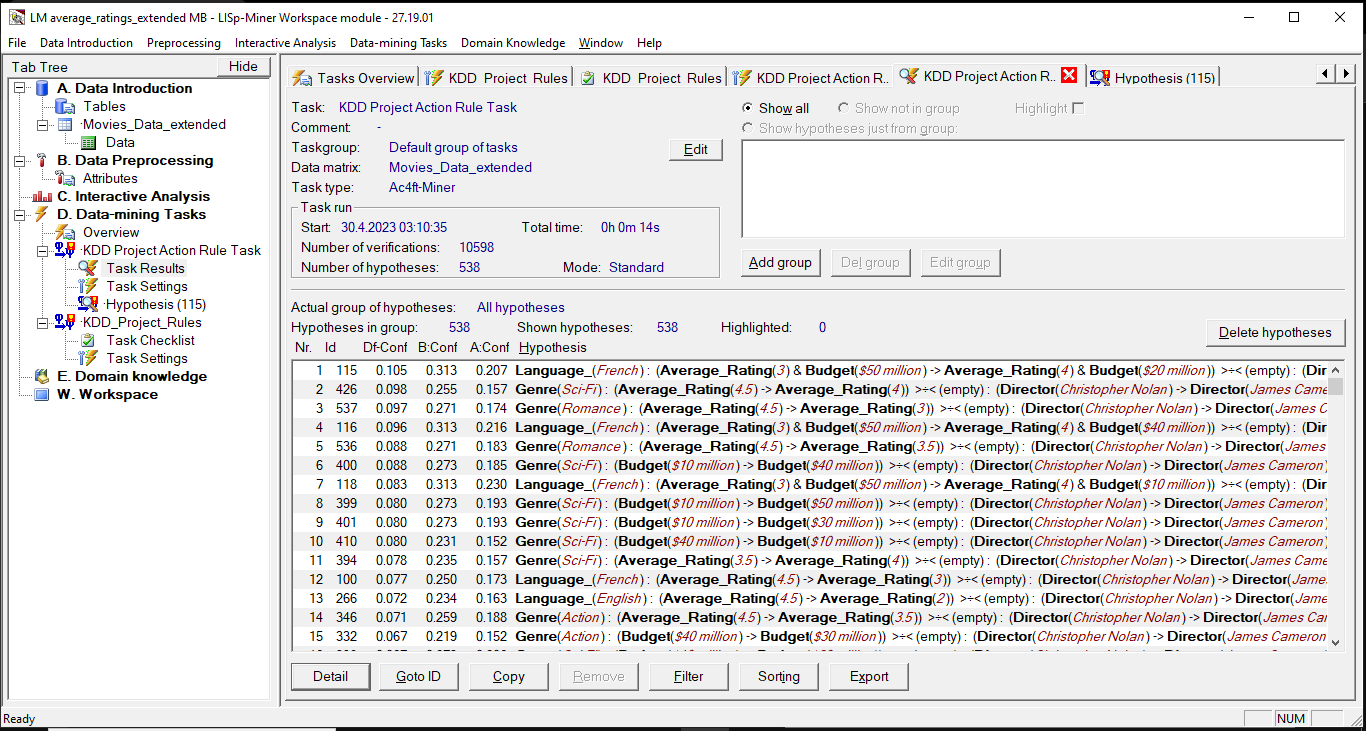 LM average_ratings_extended MB - LISp-Miner Workspace module - 27.19.01
File Data Introduction Preprocessing Interactive Analysis Data-mining Tasks Domain Knowledge Window Help
Tab Tree Hide
A. Data Introduction
Tables
·Movies_Data_extended
Data
B. Data Preprocessing
Attributes
C. Interactive Analysis
D. Data-mining Tasks
Overview
·KDD Project Action Rule Task
Task Results
Task Settings
·Hypothesis (115)
·KDD_Project_Rules
Task Checklist
Task Settings
E. Domain knowledge
W. Workspace
Tasks Overview KDD Project Rules KDD Project Rules KDD Project Action R.. KDD Project Action R.. Hypothesis (115)
Task: KDD Project Action Rule Task
Comment: -
Taskgroup: Default group of tasks
Edit
Data matrix: Movies_Data_extended
Task type: Ac4ft-Miner
Task run
Start: 30.4.2023 03:10:35 Total time: 0h 0m 14s
Number of verifications: 10598
Number of hypotheses: 538 Mode: Standard
Show all Show not in group Highlight
Show hypotheses just from group:
Add group Del group Edit group
Actual group of hypotheses: All hypotheses
Hypotheses in group: 538 Shown hypotheses: 538 Highlighted: 0
Delete hypotheses
Nr. Id Df-Conf B:Conf A:Conf Hypothesis
1 115 0.105 0.313 0.207 Language_(French) : (Average_Rating(3) & Budget($50 million) -> Average_Rating(4) & Budget($20 million)) >÷< (empty) : (Dir
2 426 0.098 0.255 0.157 Genre(Sci-Fi) : (Average_Rating(4.5) -> Average_Rating(4)) >÷< (empty) : (Director(Christopher Nolan) -> Director(James Came
3 537 0.097 0.271 0.174 Genre(Romance) : (Average_Rating(4.5) -> Average_Rating(3)) >÷< (empty) : (Director(Christopher Nolan) -> Director(James C
4 116 0.096 0.313 0.216 Language_(French) : (Average_Rating(3) & Budget($50 million) -> Average_Rating(4) & Budget($40 million)) >÷< (empty) : (Dir
5 536 0.088 0.271 0.183 Genre(Romance) : (Average_Rating(4.5) -> Average_Rating(3.5)) >÷< (empty) : (Director(Christopher Nolan) -> Director(James
6 400 0.088 0.273 0.185 Genre(Sci-Fi) : (Budget($10 million) -> Budget($40 million)) >÷< (empty) : (Director(Christopher Nolan) -> Director(James Cameron)
7 118 0.083 0.313 0.230 Language_(French) : (Average_Rating(3) & Budget($50 million) -> Average_Rating(4) & Budget($10 million)) >÷< (empty) : (Dir
8 399 0.080 0.273 0.193 Genre(Sci-Fi) : (Budget($10 million) -> Budget($50 million)) >÷< (empty) : (Director(Christopher Nolan) -> Director(James Cameron)
9 401 0.080 0.273 0.193 Genre(Sci-Fi) : (Budget($10 million) -> Budget($30 million)) >÷< (empty) : (Director(Christopher Nolan) -> Director(James Cameron)
10 410 0.080 0.231 0.152 Genre(Sci-Fi) : (Budget($40 million) -> Budget($10 million)) >÷< (empty) : (Director(Christopher Nolan) -> Director(James Cameron)
11 394 0.078 0.235 0.157 Genre(Sci-Fi) : (Average_Rating(3.5) -> Average_Rating(4)) >÷< (empty) : (Director(Christopher Nolan) -> Director(James Came
12 100 0.077 0.250 0.173 Language_(French) : (Average_Rating(4.5) -> Average_Rating(3)) >÷< (empty) : (Director(Christopher Nolan) -> Director(Jame
13 266 0.072 0.234 0.163 Language_(English) : (Average_Rating(4.5) -> Average_Rating(2)) >÷< (empty) : (Director(Christopher Nolan) -> Director(Jame
14 346 0.071 0.259 0.188 Genre(Action) : (Average_Rating(4.5) -> Average_Rating(3.5)) >÷< (empty) : (Director(Christopher Nolan) -> Director(James Ca
15 332 0.067 0.219 0.152 Genre(Action) : (Budget($40 million) -> Budget($30 million)) >÷< (empty) : (Director(Christopher Nolan) -> Director(James Cameron
Detail Goto ID Copy Remove Filter Sorting Export
Ready NUM